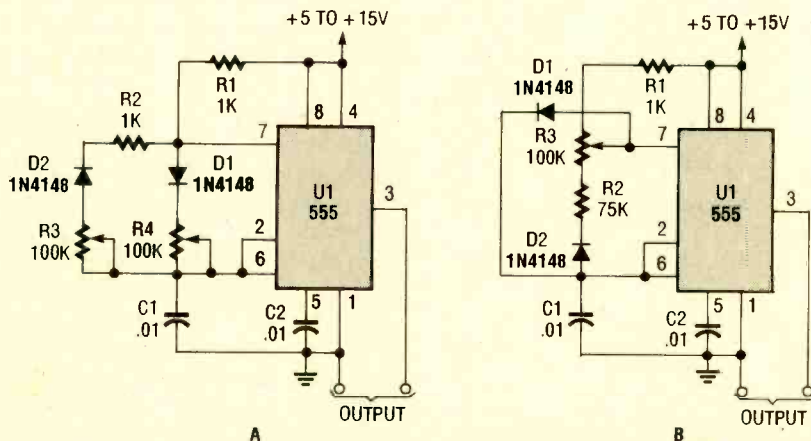 +5 TO +15V
R1
1K
R2
1K
8
4
7
D2
1N4148
D1
1N4148
3
U1
555
R3
100K
R4
100K
2
6
5
1
C1
.01
C2
.01
OUTPUT
A
+5 TO +15V
D1
1N4148
R1
1K
8
4
R3
100K
7
3
U1
555
R2
75K
2
D2
1N4148
6
5
1
C1
.01
C2
.01
OUTPUT
B